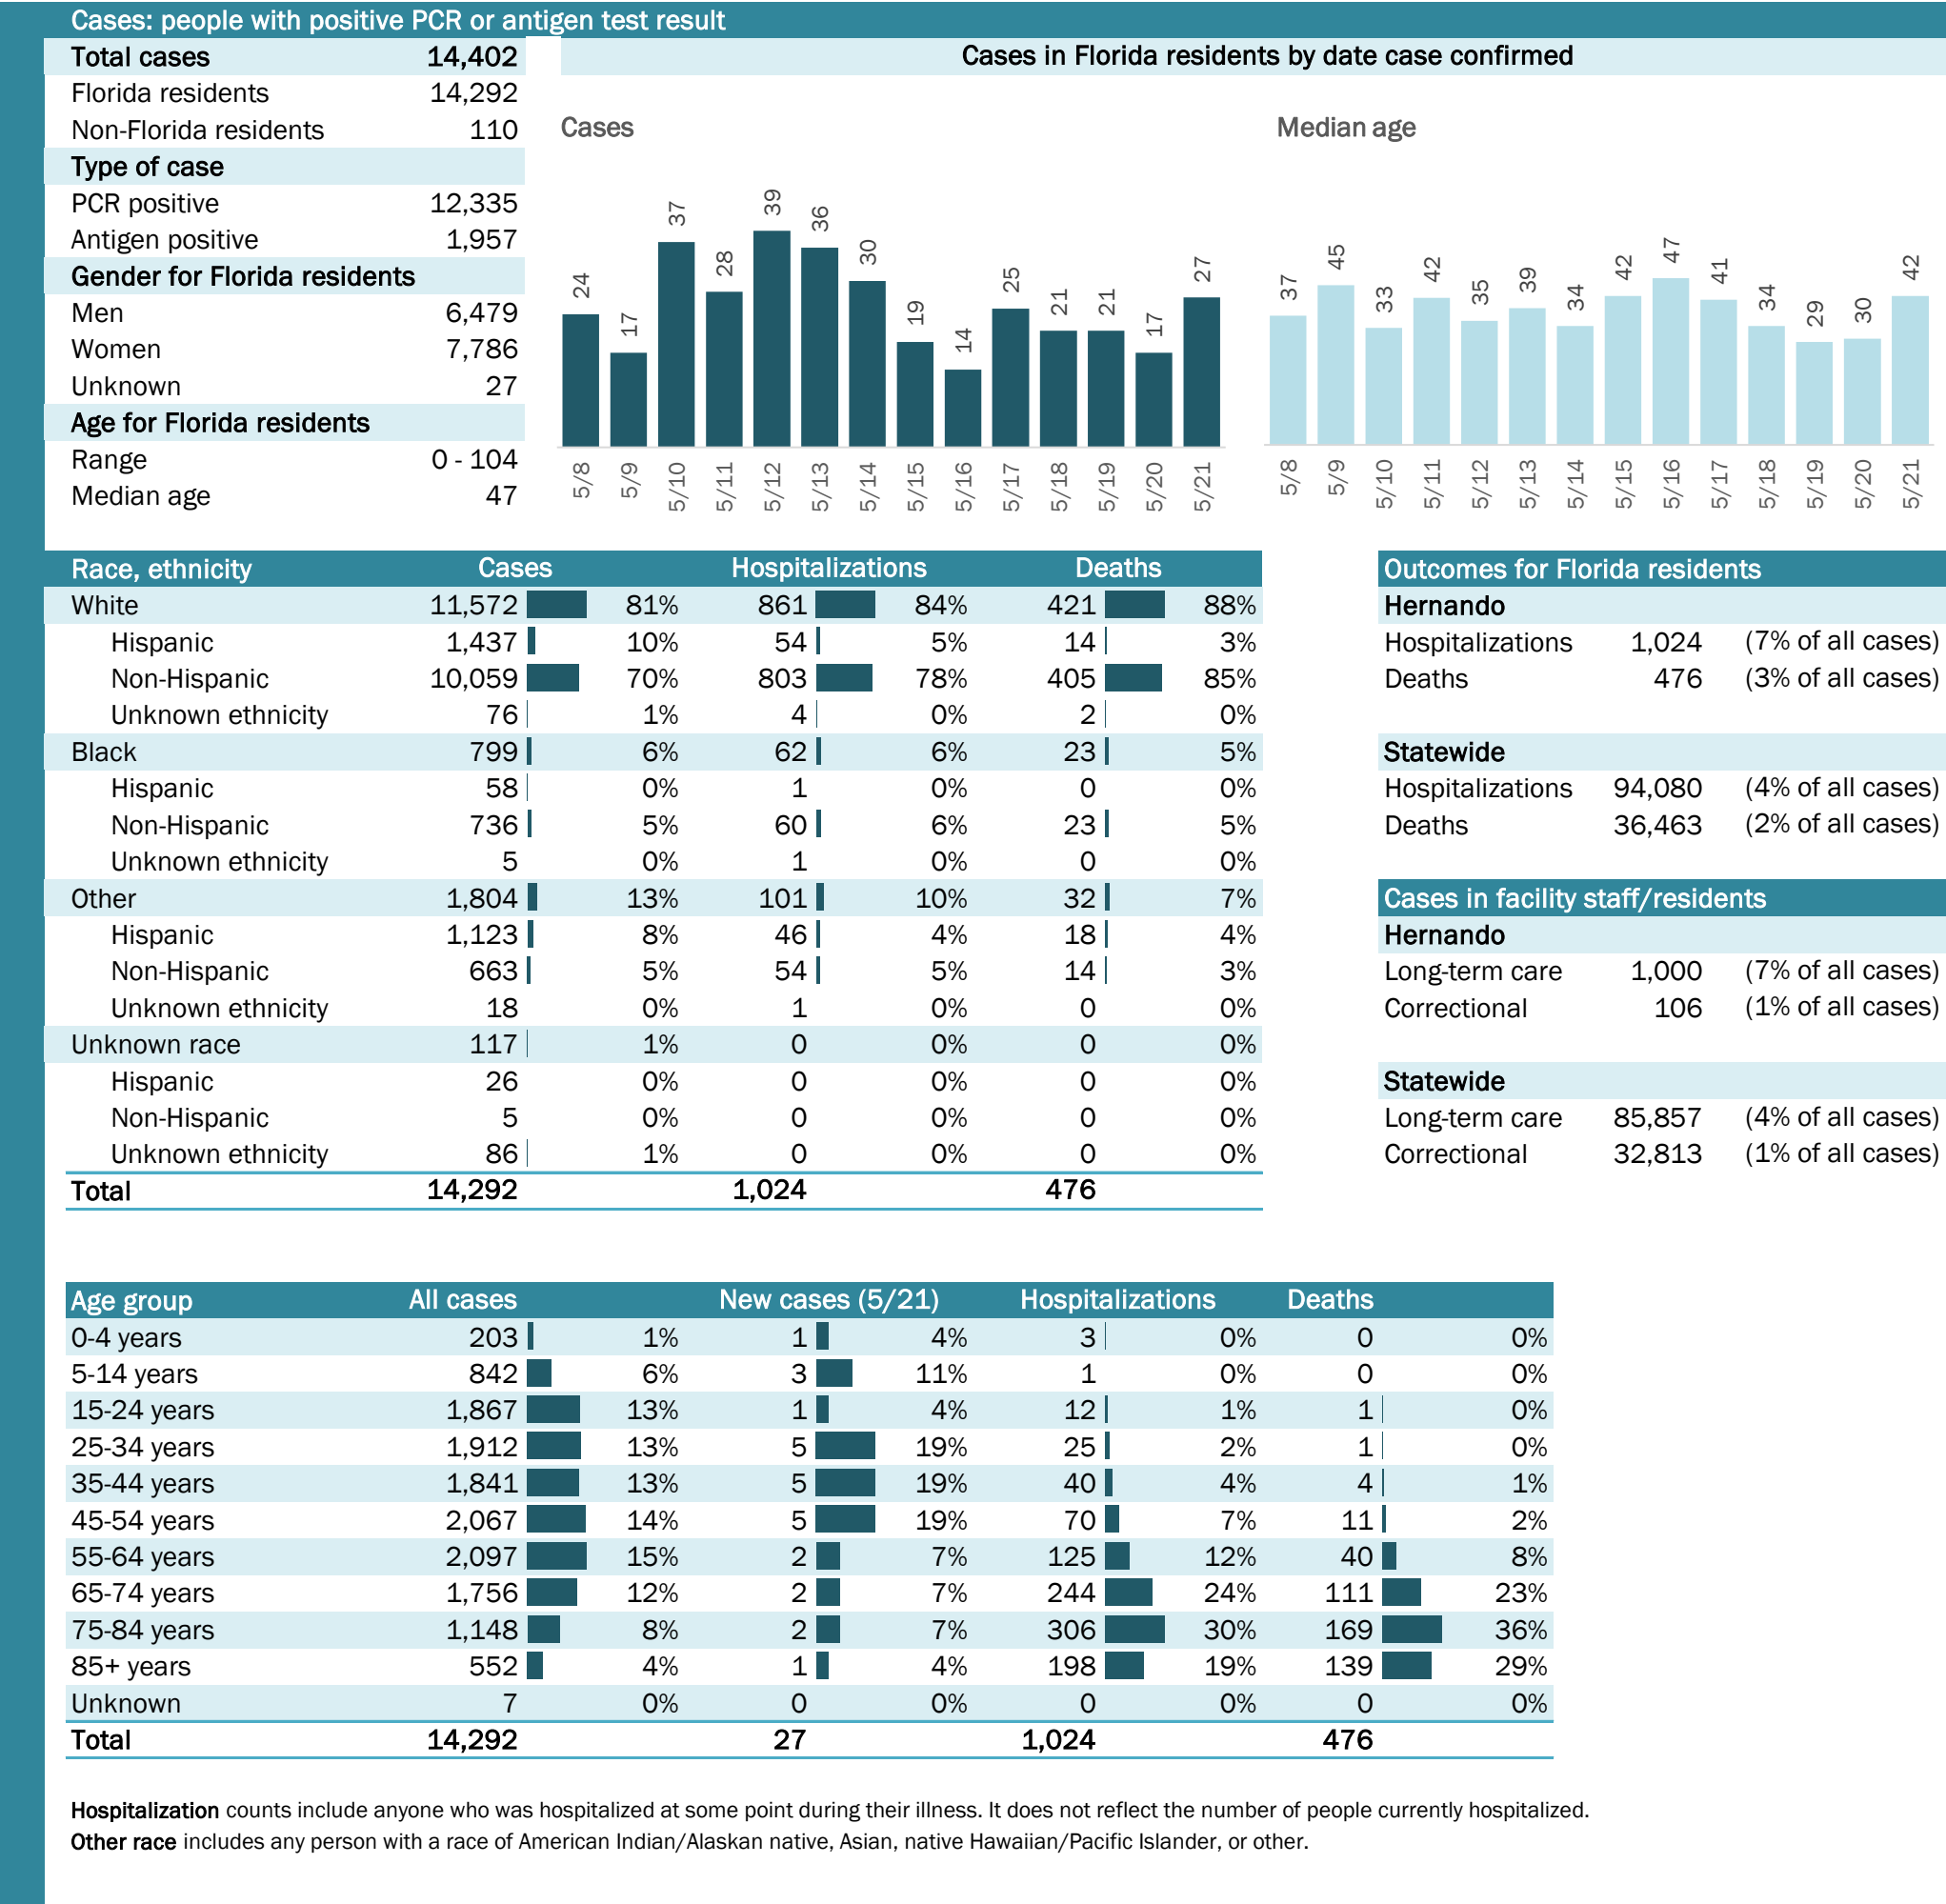 Cases: people with positive PCR or antigen test result
Total cases 14,402
Florida residents 14,292
Non-Florida residents 110
Type of case
PCR positive 12,335
Antigen positive 1,957
Gender for Florida residents
Men 6,479
Women 7,786
Unknown 27
Age for Florida residents
Range 0 - 104
Median age 47
Cases in Florida residents by date case confirmed
Cases
24 17 37 28 39 36 30 19 14 25 21 21 17 27
5/8 5/9 5/10 5/11 5/12 5/13 5/14 5/15 5/16 5/17 5/18 5/19 5/20 5/21
Median age
37 45 33 42 35 39 34 42 47 41 34 29 30 42
5/8 5/9 5/10 5/11 5/12 5/13 5/14 5/15 5/16 5/17 5/18 5/19 5/20 5/21
Race, ethnicity Cases Hospitalizations Deaths
White 11,572 81% 861 84% 421 88%
Hispanic 1,437 10% 54 5% 14 3%
Non-Hispanic 10,059 70% 803 78% 405 85%
Unknown ethnicity 76 1% 4 0% 2 0%
Black 799 6% 62 6% 23 5%
Hispanic 58 0% 1 0% 0 0%
Non-Hispanic 736 5% 60 6% 23 5%
Unknown ethnicity 5 0% 1 0% 0 0%
Other 1,804 13% 101 10% 32 7%
Hispanic 1,123 8% 46 4% 18 4%
Non-Hispanic 663 5% 54 5% 14 3%
Unknown ethnicity 18 0% 1 0% 0 0%
Unknown race 117 1% 0 0% 0 0%
Hispanic 26 0% 0 0% 0 0%
Non-Hispanic 5 0% 0 0% 0 0%
Unknown ethnicity 86 1% 0 0% 0 0%
Total 14,292 1,024 476
Outcomes for Florida residents
Hernando
Hospitalizations 1,024 (7% of all cases)
Deaths 476 (3% of all cases)
Statewide
Hospitalizations 94,080 (4% of all cases)
Deaths 36,463 (2% of all cases)
Cases in facility staff/residents
Hernando
Long-term care 1,000 (7% of all cases)
Correctional 106 (1% of all cases)
Statewide
Long-term care 85,857 (4% of all cases)
Correctional 32,813 (1% of all cases)
Age group All cases New cases (5/21) Hospitalizations Deaths
0-4 years 203 1% 1 4% 3 0% 0 0%
5-14 years 842 6% 3 11% 1 0% 0 0%
15-24 years 1,867 13% 1 4% 12 1% 1 0%
25-34 years 1,912 13% 5 19% 25 2% 1 0%
35-44 years 1,841 13% 5 19% 40 4% 4 1%
45-54 years 2,067 14% 5 19% 70 7% 11 2%
55-64 years 2,097 15% 2 7% 125 12% 40 8%
65-74 years 1,756 12% 2 7% 244 24% 111 23%
75-84 years 1,148 8% 2 7% 306 30% 169 36%
85+ years 552 4% 1 4% 198 19% 139 29%
Unknown 7 0% 0 0% 0 0% 0 0%
Total 14,292 27 1,024 476
Hospitalization counts include anyone who was hospitalized at some point during their illness. It does not reflect the number of people currently hospitalized.
Other race includes any person with a race of American Indian/Alaskan native, Asian, native Hawaiian/Pacific Islander, or other.